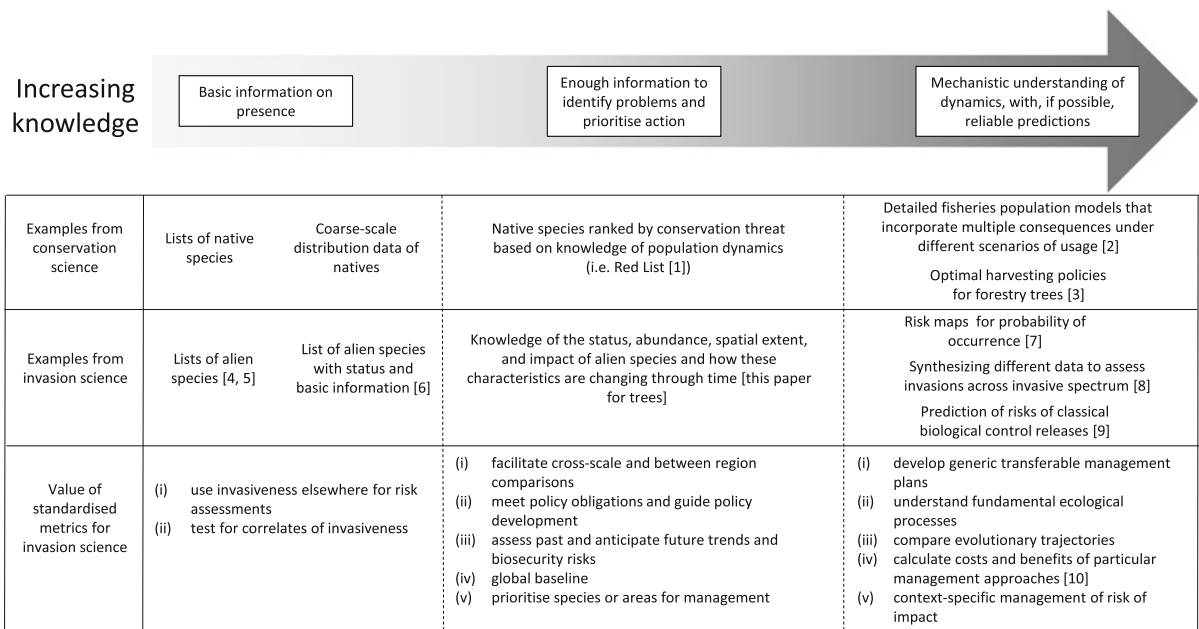 Increasing
knowledge
Basic information on
presence
Enough information to
identify problems and
prioritise action
Mechanistic understanding of
dynamics, with, if possible,
reliable predictions
Examples from
conservation
science
Lists of native
species
Coarse-scale
distribution data of
natives
Native species ranked by conservation threat
based on knowledge of population dynamics
(i.e. Red List [1])
Detailed fisheries population models that
incorporate multiple consequences under
different scenarios of usage [2]
Optimal harvesting policies
for forestry trees [3]
Examples from
invasion science
Lists of alien
species [4, 5]
List of alien species
with status and
basic information [6]
Knowledge of the status, abundance, spatial extent,
and impact of alien species and how these
characteristics are changing through time [this paper
for trees]
Risk maps for probability of
occurrence [7]
Synthesizing different data to assess
invasions across invasive spectrum [8]
Prediction of risks of classical
biological control releases [9]
Value of
standardised
metrics for
invasion science
(i) use invasiveness elsewhere for risk
assessments
(ii) test for correlates of invasiveness
(i) facilitate cross-scale and between region
comparisons
(ii) meet policy obligations and guide policy
development
(iii) assess past and anticipate future trends and
biosecurity risks
(iv) global baseline
(v) prioritise species or areas for management
(i) develop generic transferable management
plans
(ii) understand fundamental ecological
processes
(iii) compare evolutionary trajectories
(iv) calculate costs and benefits of particular
management approaches [10]
(v) context-specific management of risk of
impact